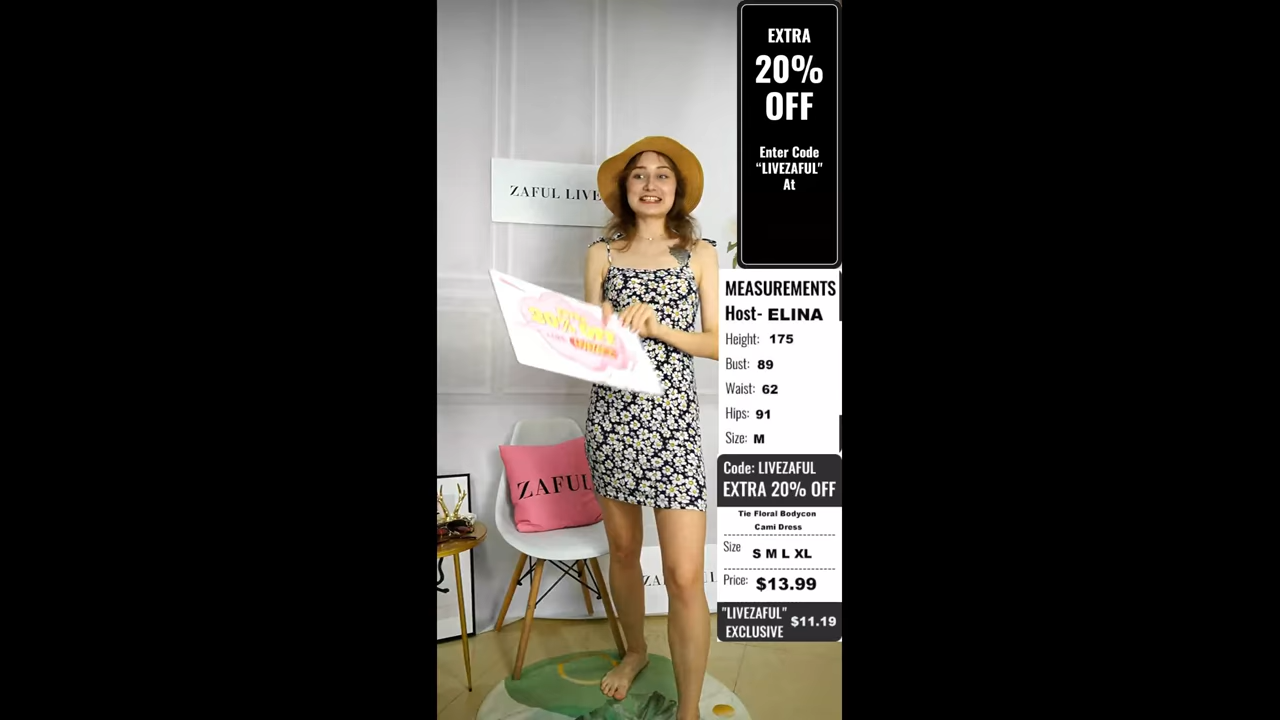 EXTRA
20%
OFF
Enter Code
“LIVEZAFUL”
At
ZAFUL LIVE
MEASUREMENTS
Host- ELINA
Height: 175
Bust: 89
Waist: 62
Hips: 91
Size: M
Code: LIVEZAFUL
EXTRA 20% OFF
Tie Floral Bodycon
Cami Dress
Size S M L XL
Price: $13.99
"LIVEZAFUL"
EXCLUSIVE $11.19
ZAFUL
ZAFUL